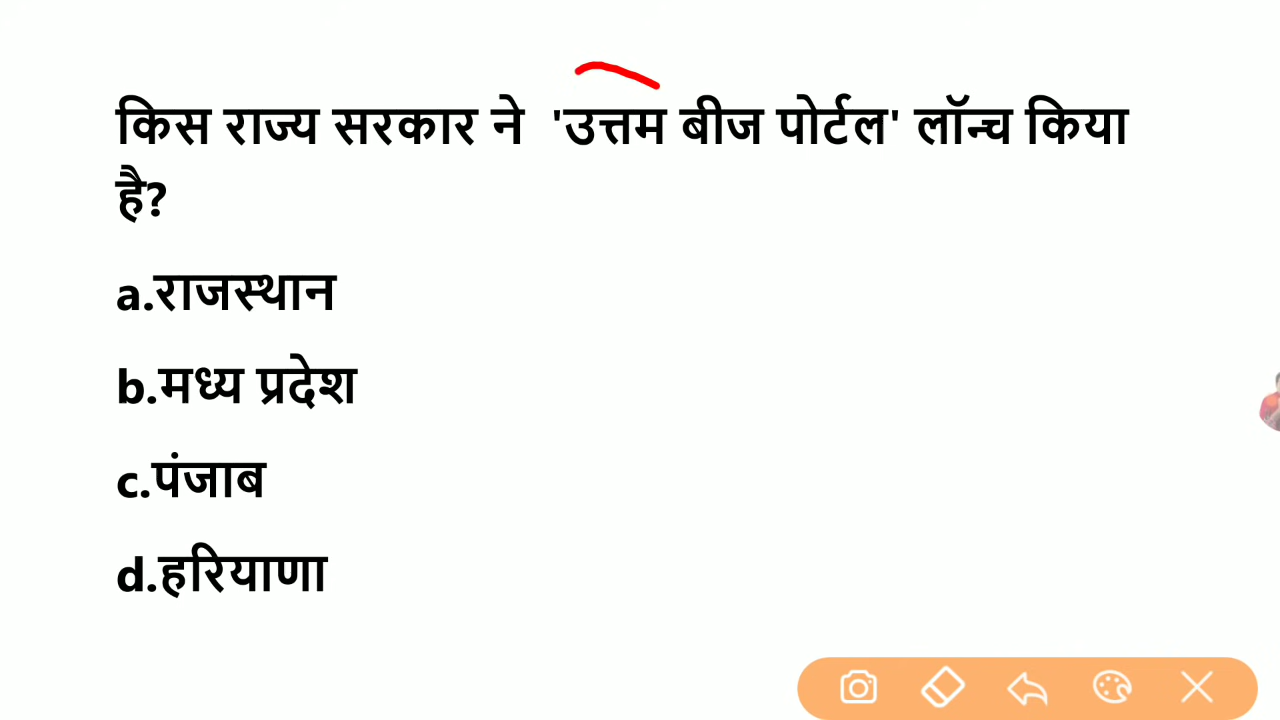 किस राज्य सरकार ने 'उत्तम बीज पोर्टल' लॉन्च किया
है?
a.राजस्थान
b.मध्य प्रदेश
c.पंजाब
d.हरियाणा